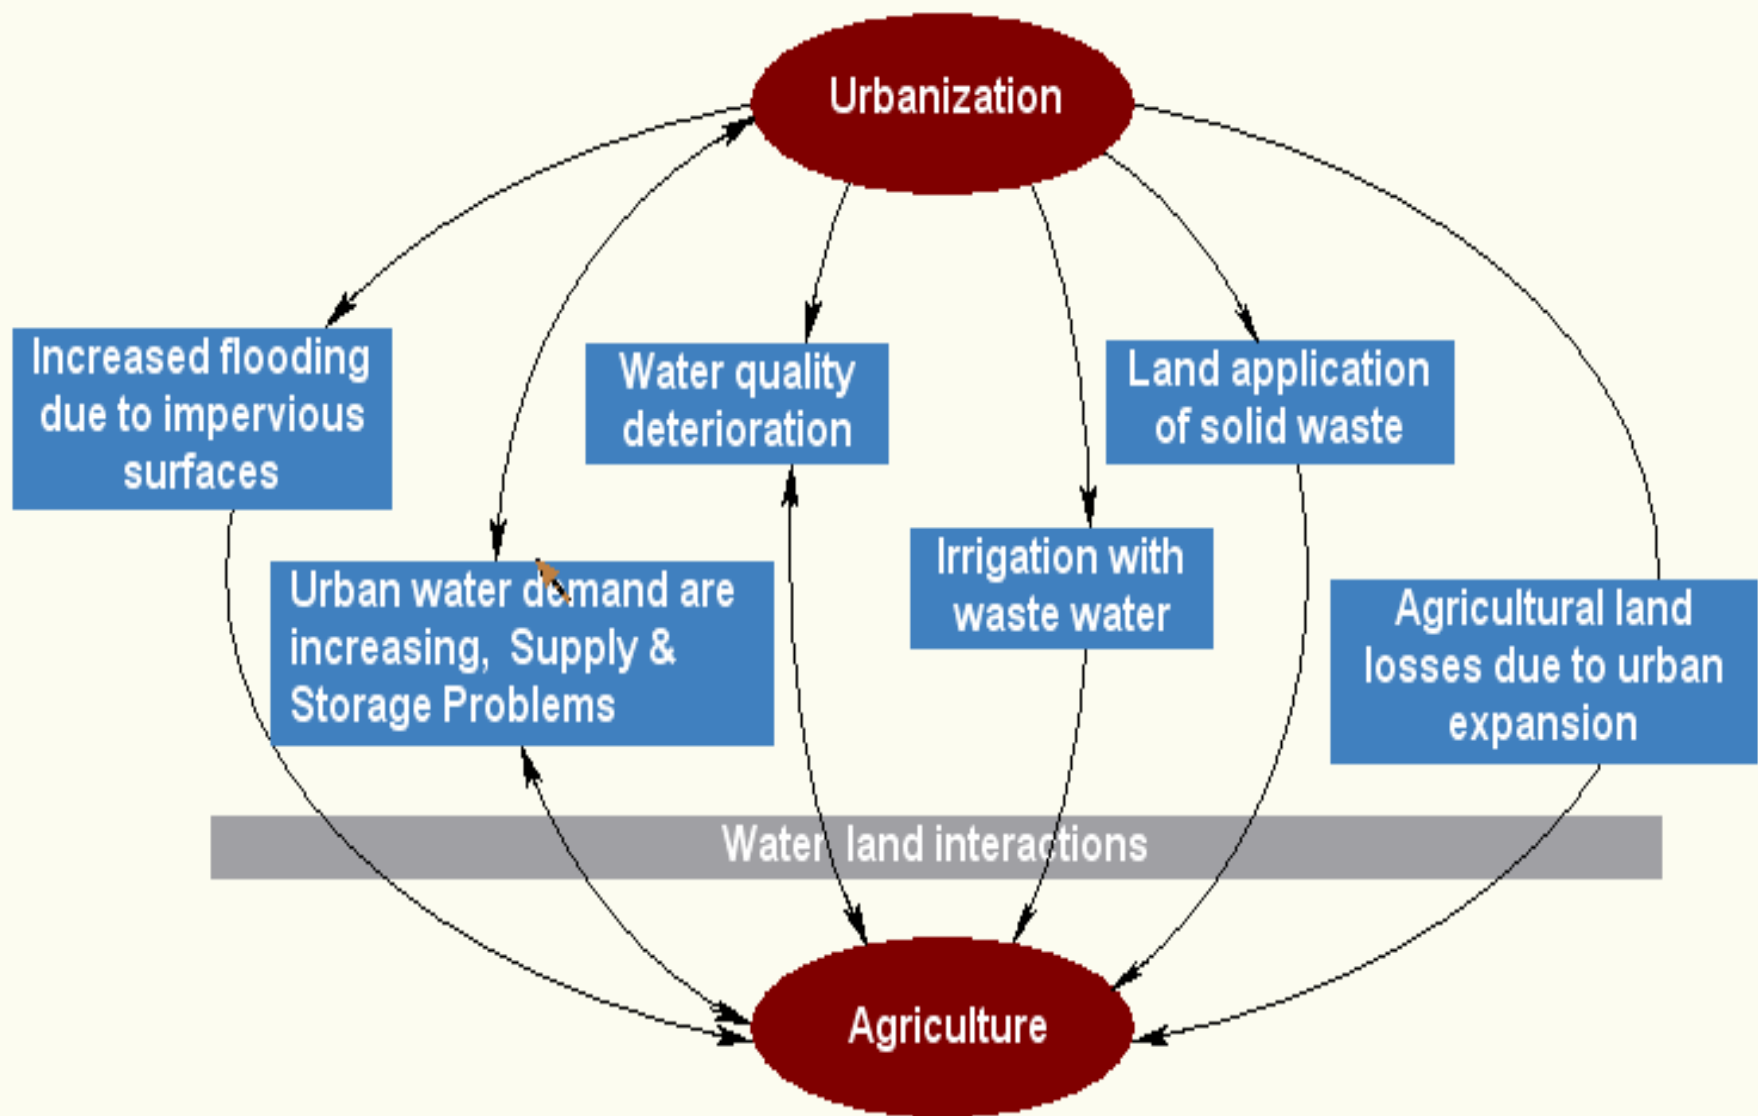 Urbanization
Increased flooding
due to impervious
surfaces
Water quality
deterioration
Land application
of solid waste
Urban water demand are
increasing, Supply &
Storage Problems
Irrigation with
waste water
Agricultural land
losses due to urban
expansion
Water land interactions
Agriculture